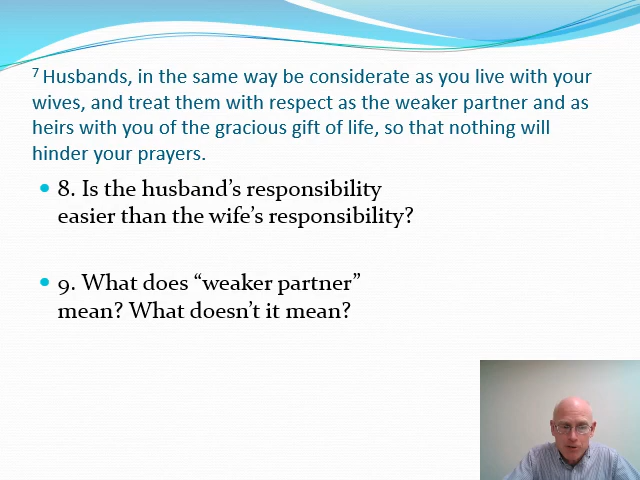 7 Husbands, in the same way be considerate as you live with your
wives, and treat them with respect as the weaker partner and as
heirs with you of the gracious gift of life, so that nothing will
hinder your prayers.
• 8. Is the husband’s responsibility
easier than the wife’s responsibility?
• 9. What does “weaker partner”
mean? What doesn’t it mean?